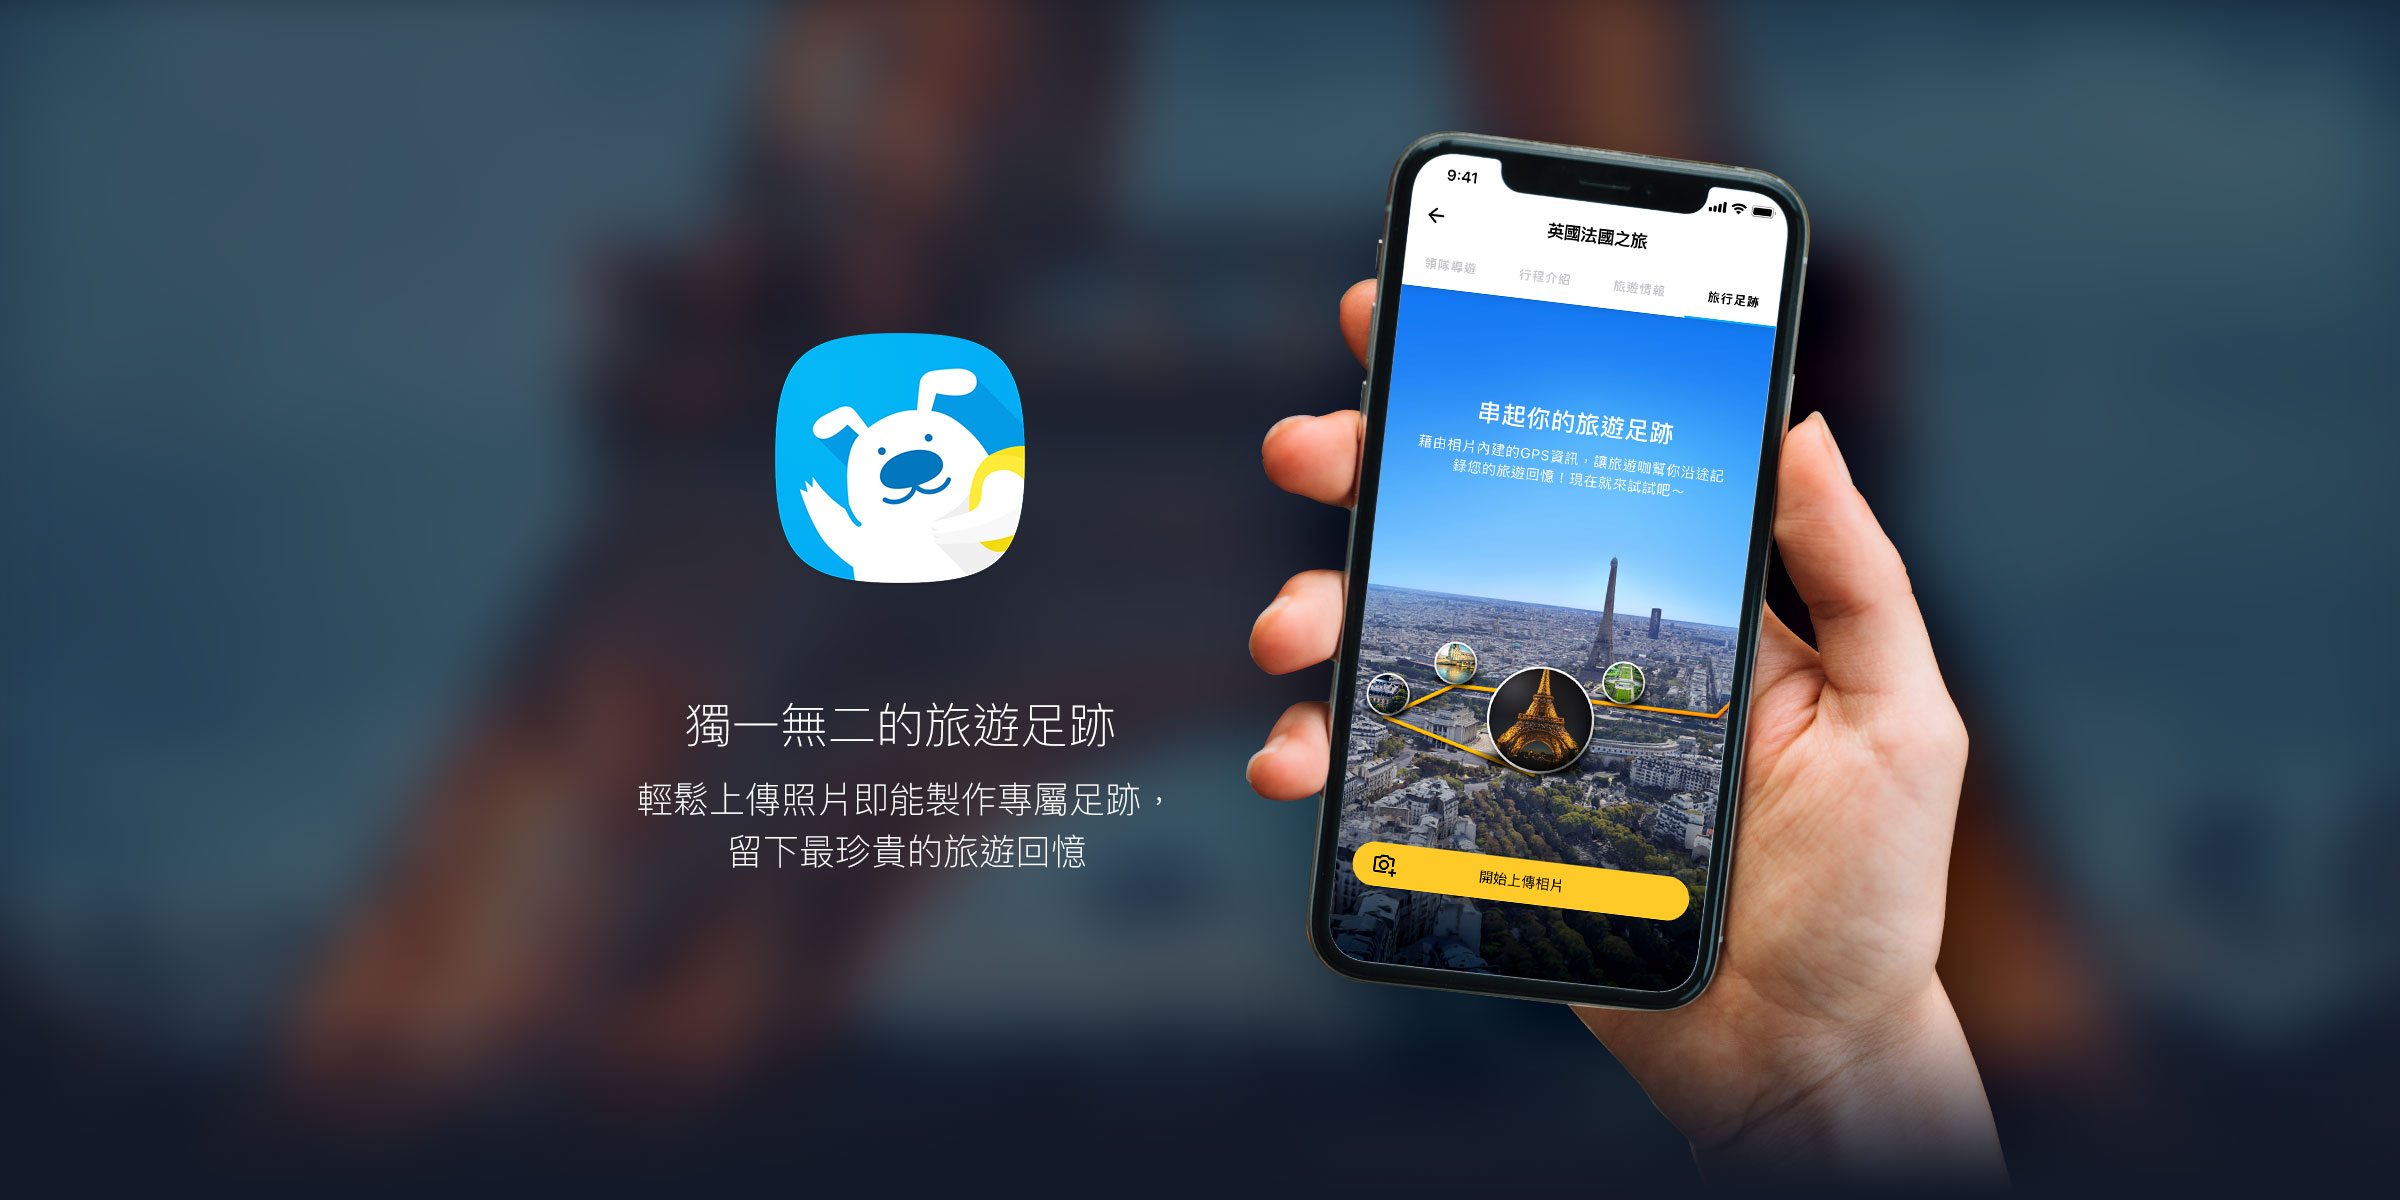 獨一無二的旅遊足跡
輕鬆上傳照片即能製作專屬足跡，
留下最珍貴的旅遊回憶
9:41
英國法國之旅
領隊導遊 行程介紹 旅遊情報 旅行足跡
串起你的旅遊足跡
藉由相片內建的GPS資訊，讓旅遊咖幫你沿途記
錄您的旅遊回憶！現在就來試試吧～
開始上傳相片